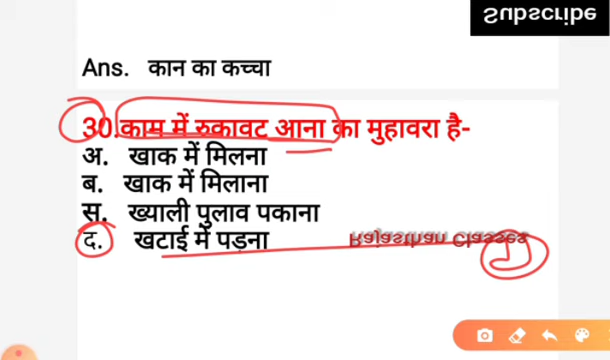 Subscribe
Ans. कान का कच्चा
30.काम में रुकावट आना का मुहावरा है-
अ. खाक में मिलना
ब. खाक में मिलाना
स. ख्याली पुलाव पकाना
द. खटाई मे पडना
Rajasthan Classes